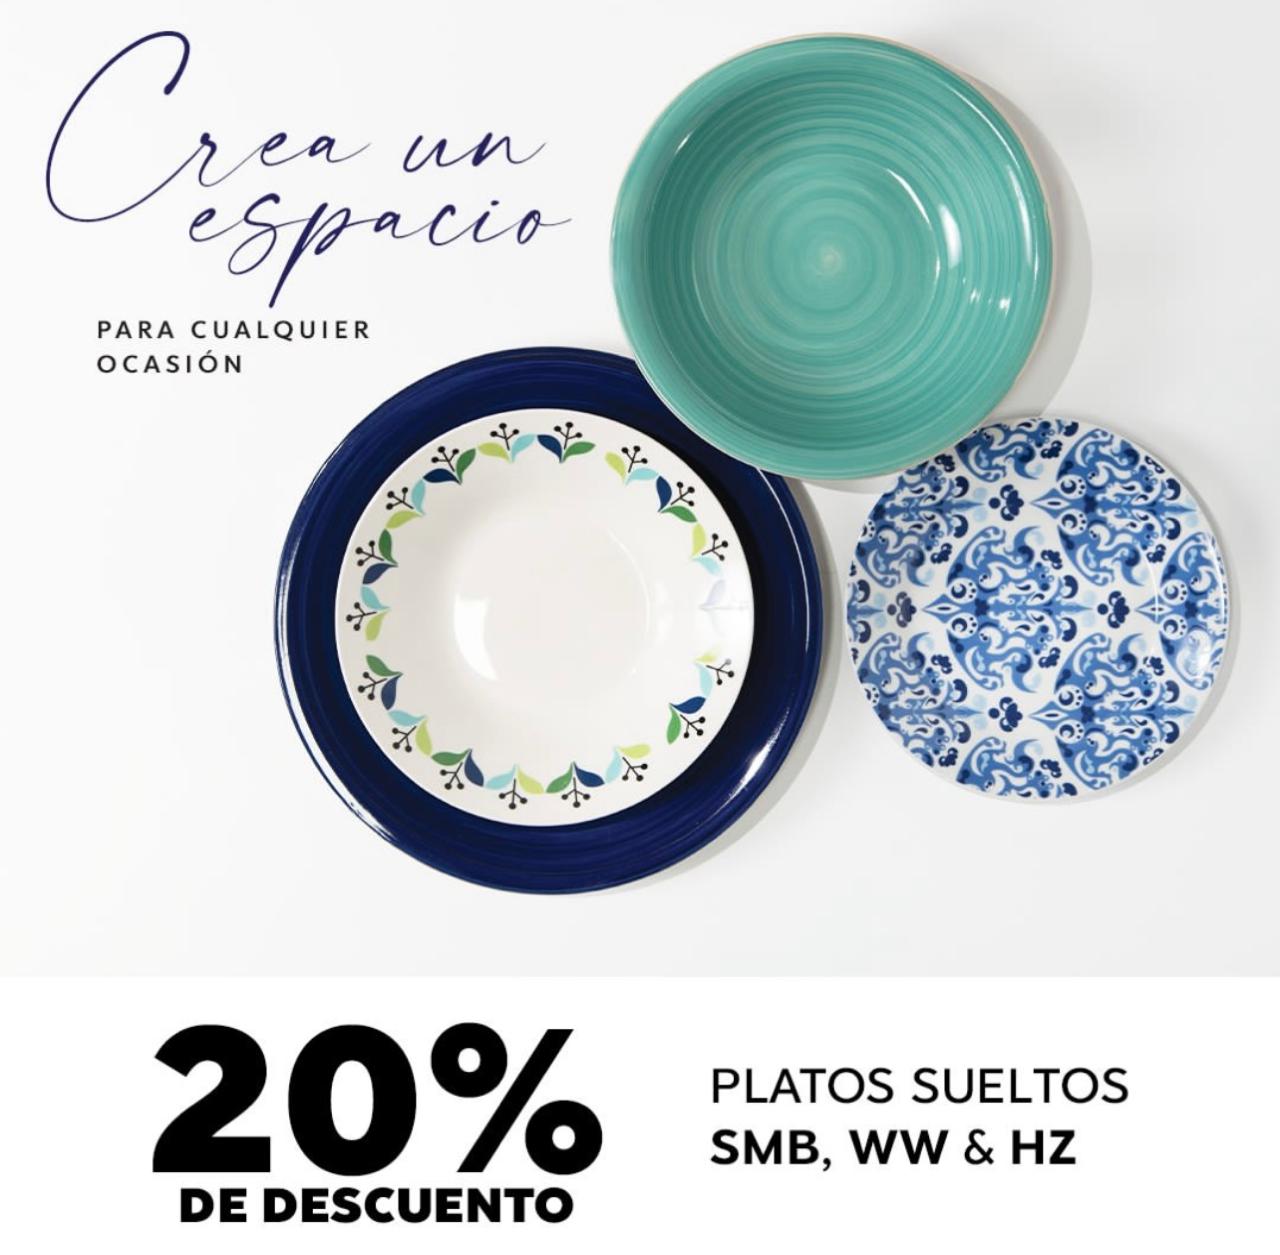 Crea un
espacio
PARA CUALQUIER
OCASIÓN
20%
DE DESCUENTO
PLATOS SUELTOS
SMB, WW & HZ